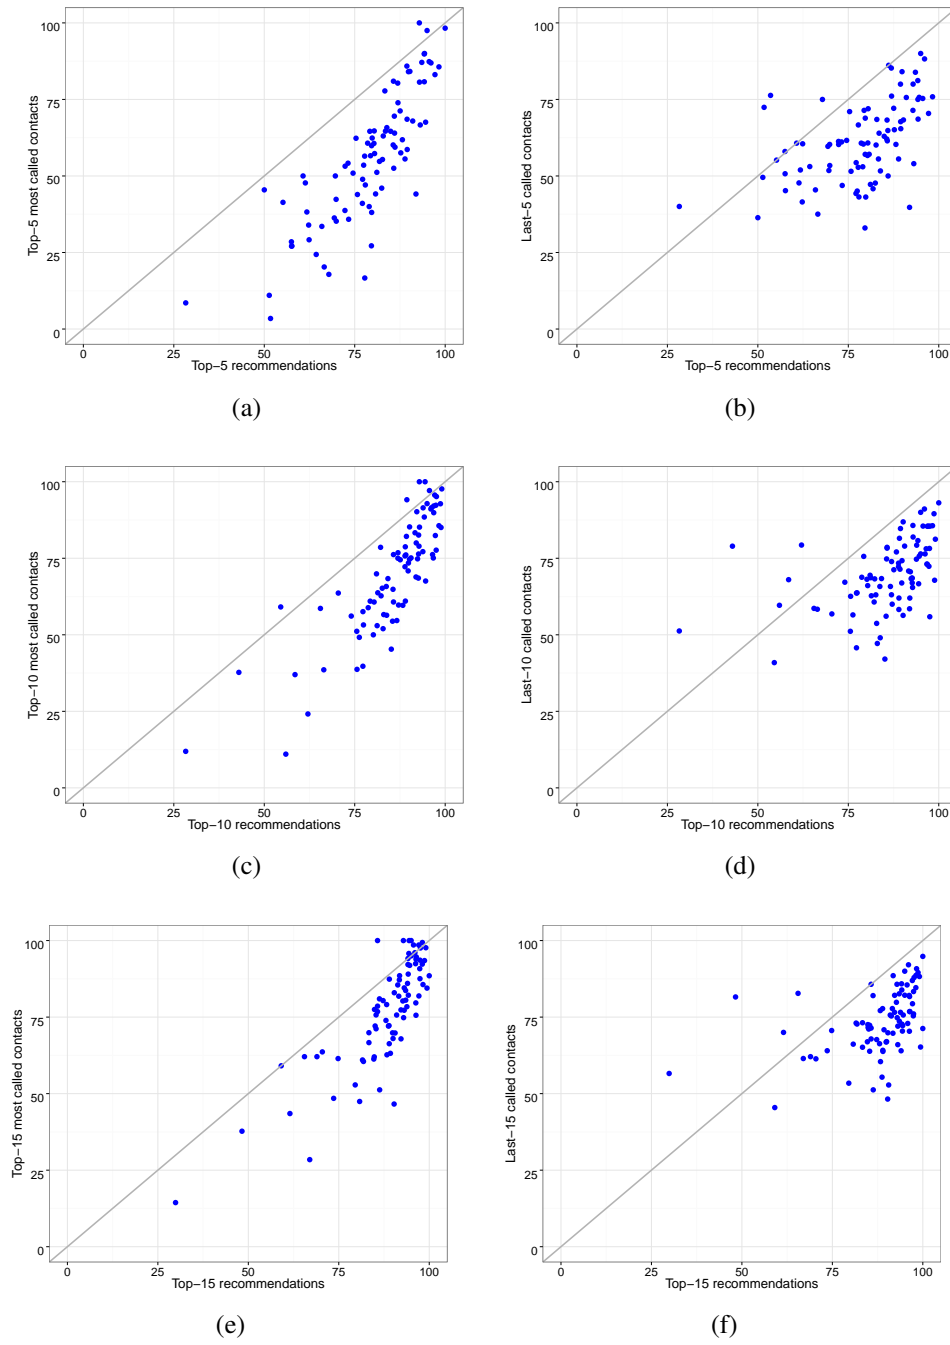 100
75
50
25
0
Top−5 most called contacts
0 25 50 75 100
Top−5 recommendations
(a)
100
75
50
25
0
Last−5 called contacts
0 25 50 75 100
Top−5 recommendations
(b)
100
75
50
25
0
Top−10 most called contacts
0 25 50 75 100
Top−10 recommendations
(c)
100
75
50
25
0
Last−10 called contacts
0 25 50 75 100
Top−10 recommendations
(d)
100
75
50
25
0
Top−15 most called contacts
0 25 50 75 100
Top−15 recommendations
(e)
100
75
50
25
0
Last−15 called contacts
0 25 50 75 100
Top−15 recommendations
(f)